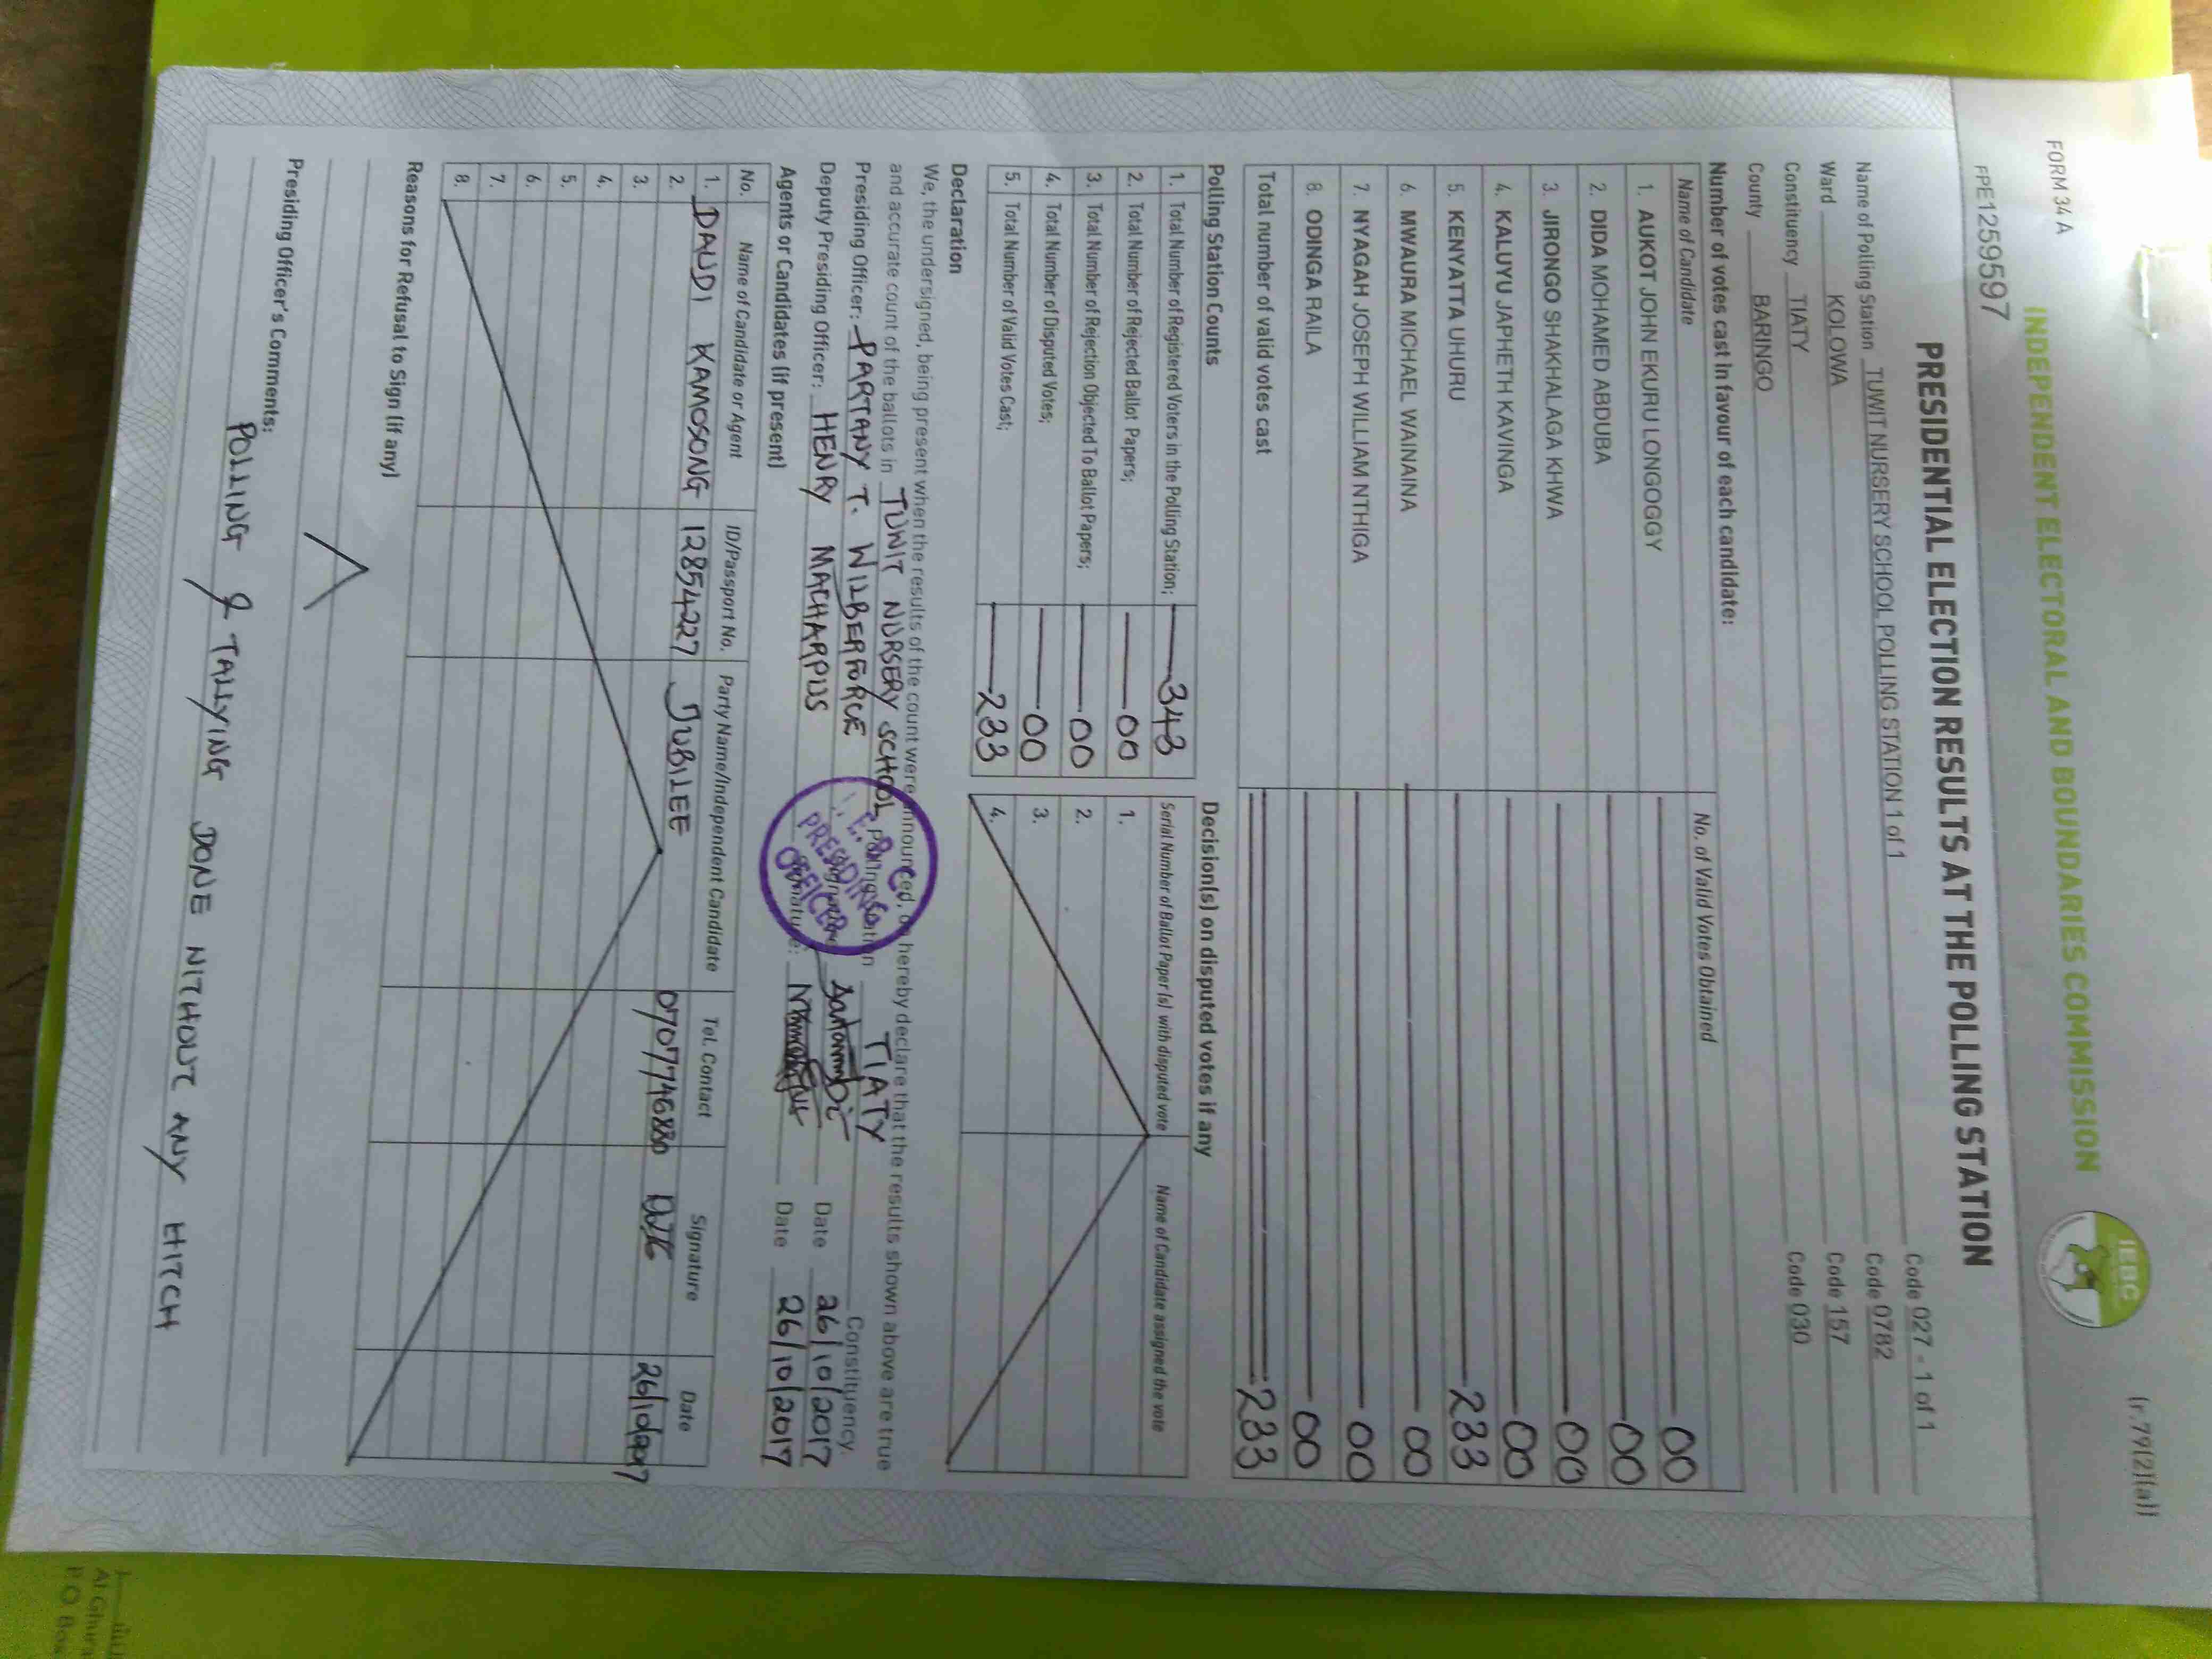 FORM 34 A
(r.79(2)(a))
INDEPENDENT ELECTORAL AND BOUNDARIES COMMISSION
IEBC
FPE1259597
PRESIDENTIAL ELECTION RESULTS AT THE POLLING STATION
Name of Polling Station TUWIT NURSERY SCHOOL POLLING STATION 1 of 1 Code 027 - 1 of 1
Ward KOLOWA Code 0782
Constituency TIATY Code 157
County BARINGO Code 030
Number of votes cast in favour of each candidate:
Name of Candidate No. of Valid Votes Obtained
1. AUKOT JOHN EKURU LONGOGGY 00
2. DIDA MOHAMED ABDUBA 00
3. JIRONGO SHAKHALAGA KHWA 00
4. KALUYU JAPHETH KAVINGA 00
5. KENYATTA UHURU 233
6. MWAURA MICHAEL WAINAINA 00
7. NYAGAH JOSEPH WILLIAM NTHIGA 00
8. ODINGA RAILA 00
Total number of valid votes cast 233
Polling Station Counts
1. Total Number of Registered Voters in the Polling Station; 343
2. Total Number of Rejected Ballot Papers; 00
3. Total Number of Rejection Objected To Ballot Papers; 00
4. Total Number of Disputed Votes; 00
5. Total Number of Valid Votes Cast; 233
Decision(s) on disputed votes if any
Serial Number of Ballot Paper(s) with disputed vote Name of Candidate assigned the vote
1.
2.
3.
4.
Declaration
We, the undersigned, being present when the results of the count were announced, do hereby declare that the results shown above are true
and accurate count of the ballots in TUWIT NURSERY SCHOOL Polling Station TIATY Constituency.
Presiding Officer: PARTANY T. WILBERFORCE Signature: Date 26/10/2017
Deputy Presiding Officer: HENRY MACHARPUS Signature: Date 26/10/2017
I.E.B.C.
PRESIDING
OFFICER
Agents or Candidates (if present)
No. Name of Candidate or Agent ID/Passport No. Party Name/Independent Candidate Tel. Contact Signature Date
1. DAUDI KAMOSONG 12854227 JUBILEE 26/10/2017
2.
3.
4.
5.
6.
7.
8.
Reasons for Refusal to Sign (if any)
Presiding Officer's Comments:
POLLING & TALLYING DONE WITHOUT ANY HITCH
P.O. Box